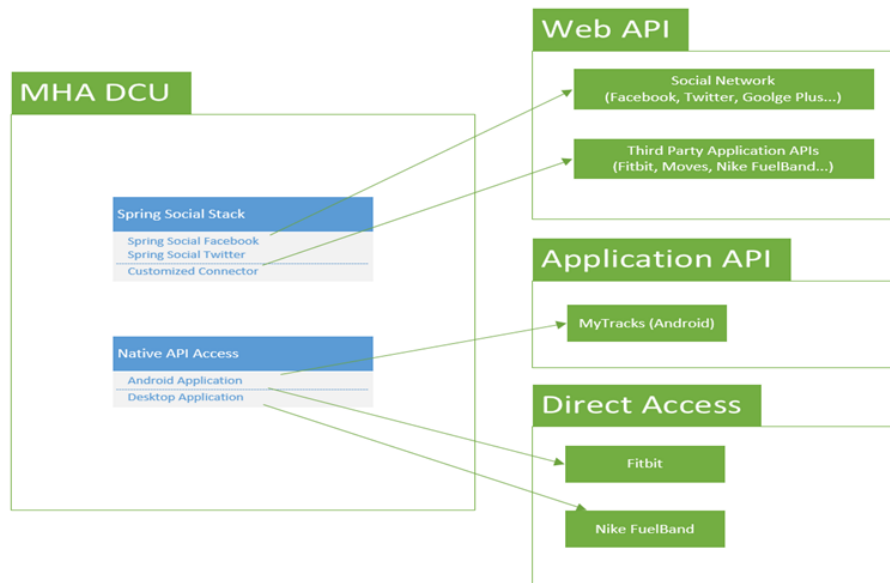 MHA DCU
Spring Social Stack
Spring Social Facebook
Spring Social Twitter
Customized Connector
Native API Access
Android Application
Desktop Application
Web API
Social Network
(Facebook, Twitter, Goolge Plus...)
Third Party Application APIs
(Fitbit, Moves, Nike FuelBand...)
Application API
MyTracks (Android)
Direct Access
Fitbit
Nike FuelBand